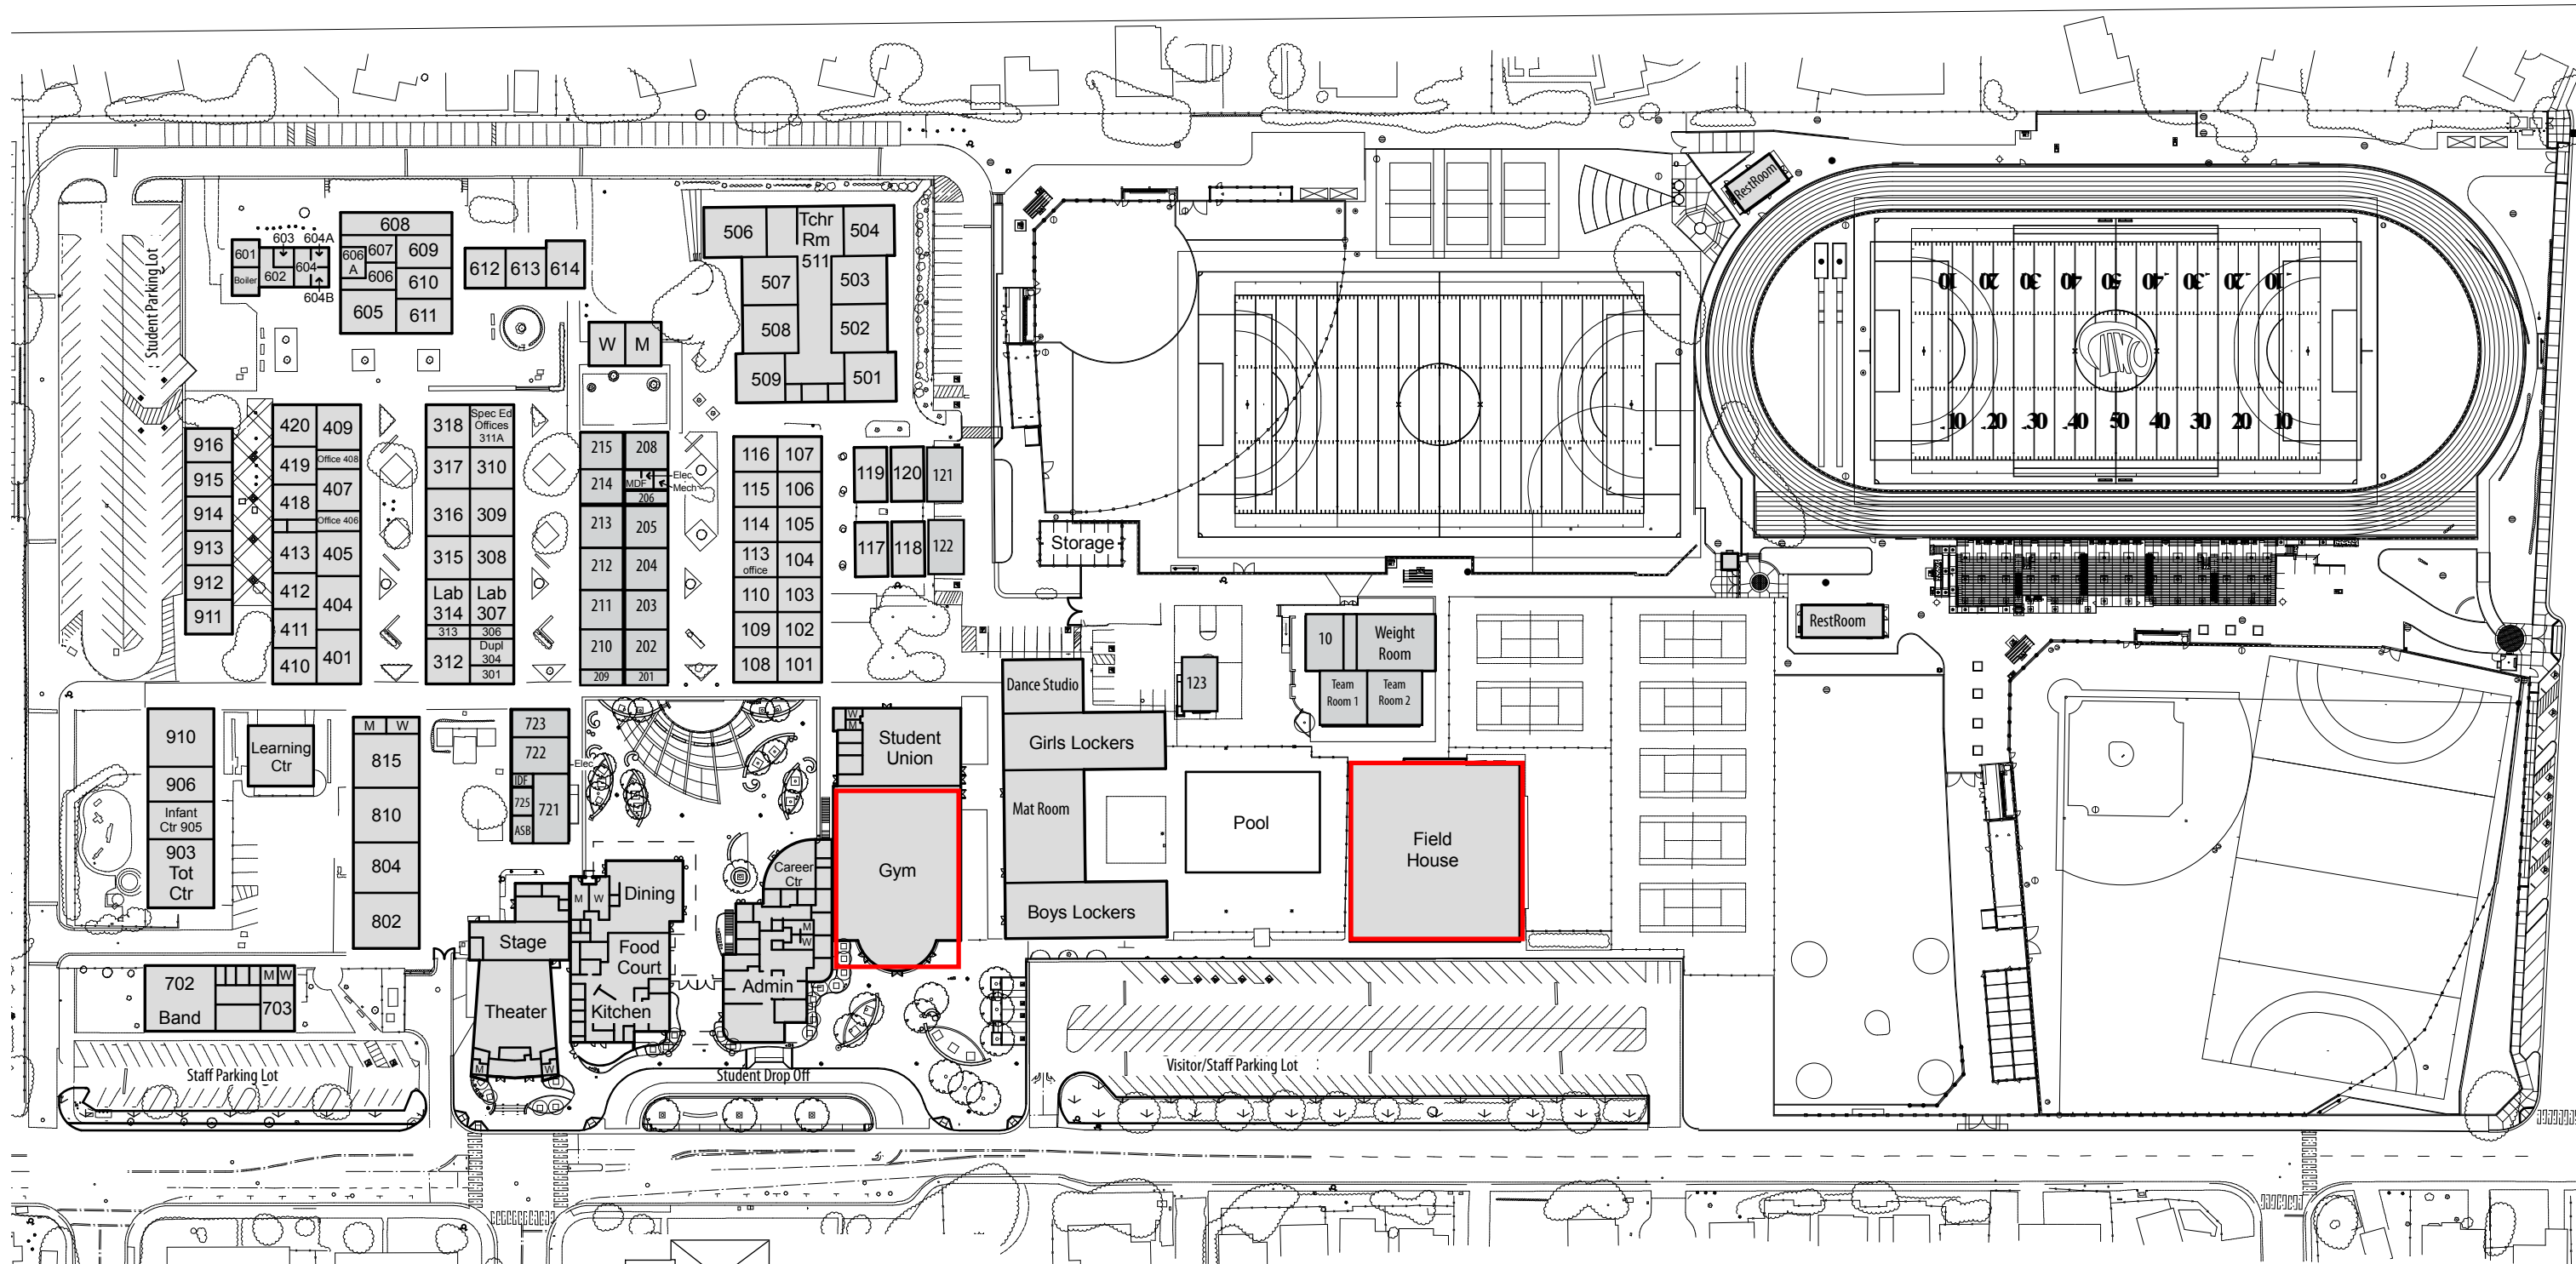 RestRoom
Student Parking Lot
601
Boiler
603
602
604A
604
604B
608
606
A
607
606
605
609
610
611
612
613
614
W
M
506
Tchr
Rm
511
504
507
503
508
502
509
501
10
20
30
40
50
40
30
20
10
10
20
30
40
50
40
30
20
10
916
915
914
913
912
911
420
409
Office 408
419
407
418
Office 406
413
405
412
404
411
401
410
318
Spec Ed
Offices
311A
317
310
316
309
315
308
Lab
314
Lab
307
313
306
312
Dupl
304
301
215
208
Elec
214
MDF
Mech
206
213
205
212
204
211
203
210
202
209
201
116
107
115
106
114
105
113
office
104
110
103
109
102
108
101
119
120
121
117
118
122
Storage
RestRoom
10
Weight
Room
Team
Room 1
Team
Room 2
123
Dance Studio
Girls Lockers
Mat Room
Boys Lockers
Pool
Field
House
910
906
Infant
Ctr 905
903
Tot
Ctr
Learning
Ctr
M
W
815
810
804
802
723
722
Elec
IDF
725
721
ASB
W
M
Student
Union
Gym
Career
Ctr
M
W
Admin
Dining
M
W
Food
Court
Kitchen
Stage
Theater
M
W
702
Band
M
W
703
Staff Parking Lot
Student Drop Off
Visitor/Staff Parking Lot